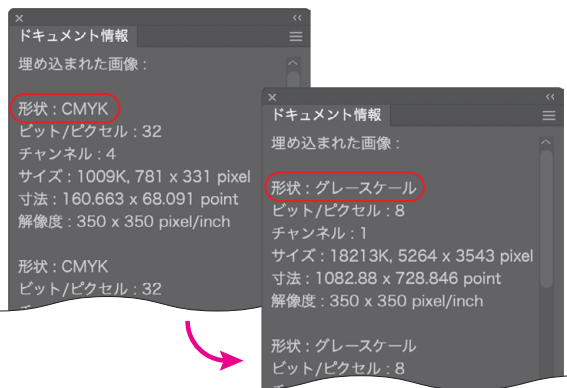 ドキュメント情報
埋め込まれた画像 :
形状 : CMYK
ビット/ピクセル : 32
チャンネル : 4
サイズ : 1009K, 781 x 331 pixel
寸法 : 160.663 x 68.091 point
解像度 : 350 x 350 pixel/inch
形状 : CMYK
ビット/ピクセル : 32
ドキュメント情報
埋め込まれた画像 :
形状 : グレースケール
ビット/ピクセル : 8
チャンネル : 1
サイズ : 18213K, 5264 x 3543 pixel
寸法 : 1082.88 x 728.846 point
解像度 : 350 x 350 pixel/inch
形状 : グレースケール
ビット/ピクセル : 8